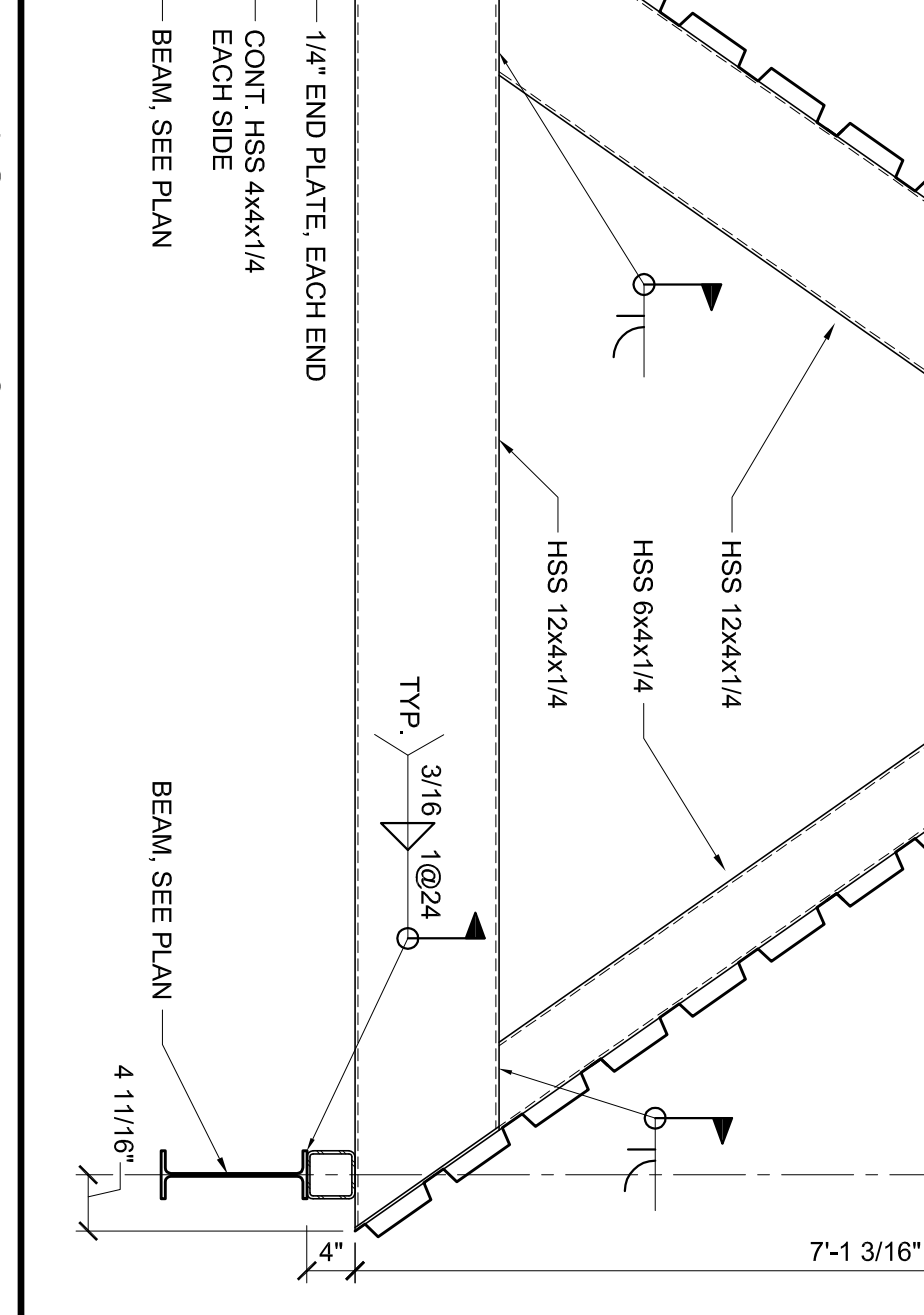 1/4" END PLATE, EACH END
CONT. HSS 4x4x1/4
EACH SIDE
BEAM, SEE PLAN
HSS 12x4x1/4
HSS 6x4x1/4
HSS 12x4x1/4
TYP.
3/16
1@24
BEAM, SEE PLAN
4 11/16"
4"
7'-1 3/16"